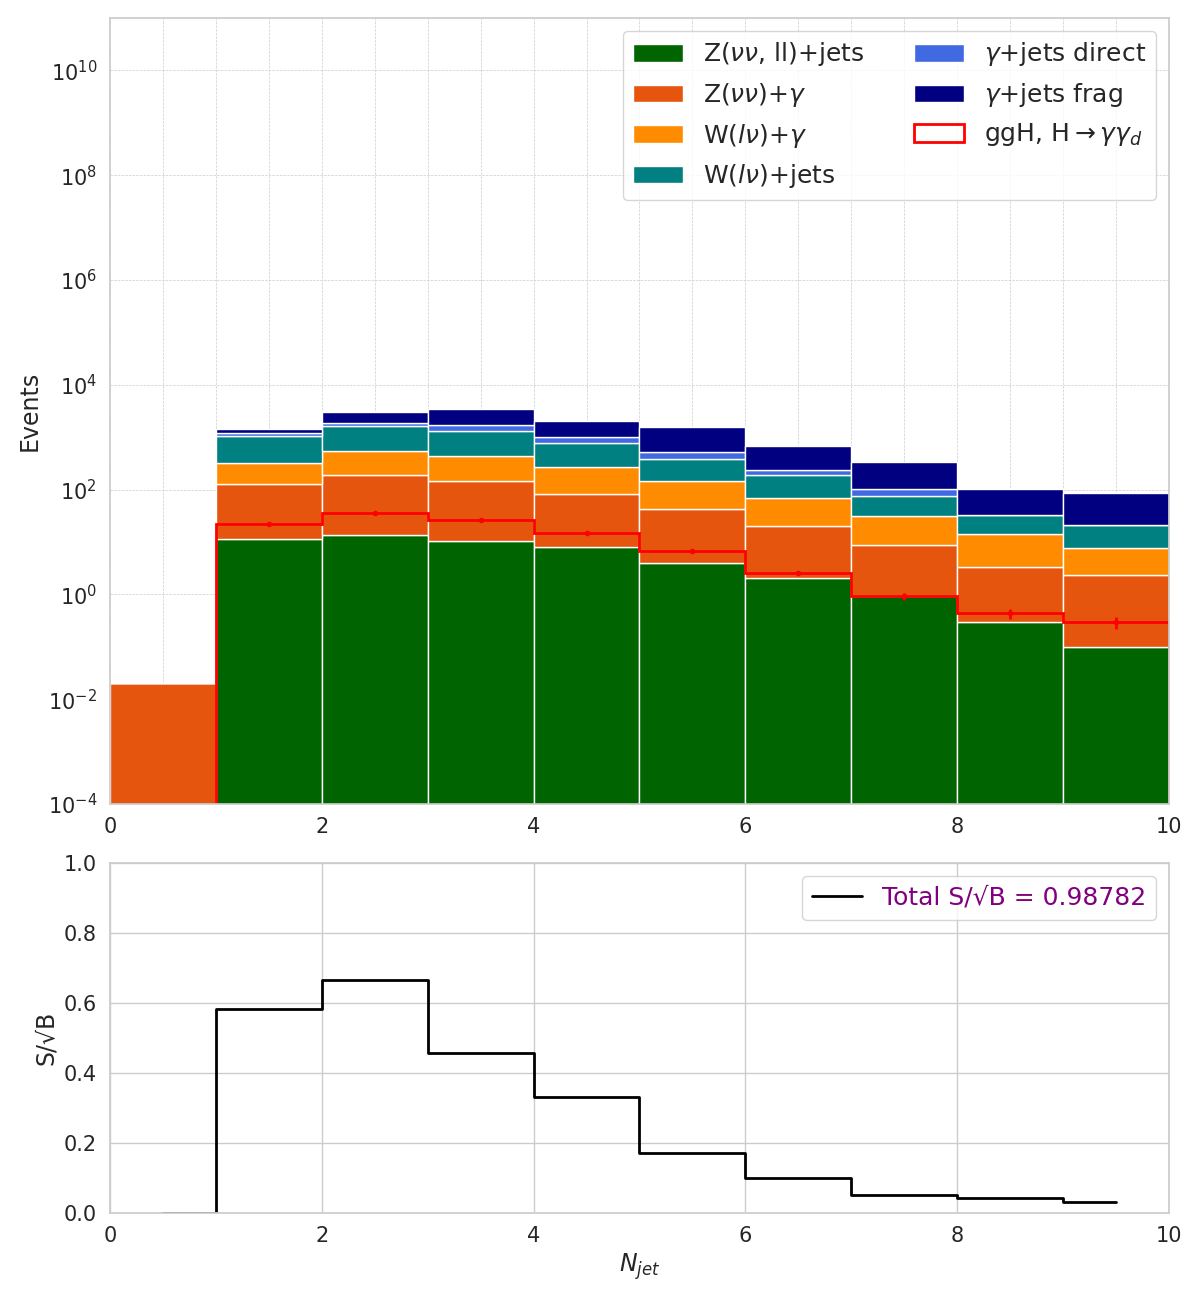 Z(νν, ll)+jets
Z(νν)+γ
W(lν)+γ
W(lν)+jets
γ+jets direct
γ+jets frag
ggH, H→γγ_d
Events
10^10
10^8
10^6
10^4
10^2
10^0
10^−2
10^−4
0 2 4 6 8 10
Total S/√B = 0.98782
S/√B
1.0
0.8
0.6
0.4
0.2
0.0
0 2 4 6 8 10
N_jet